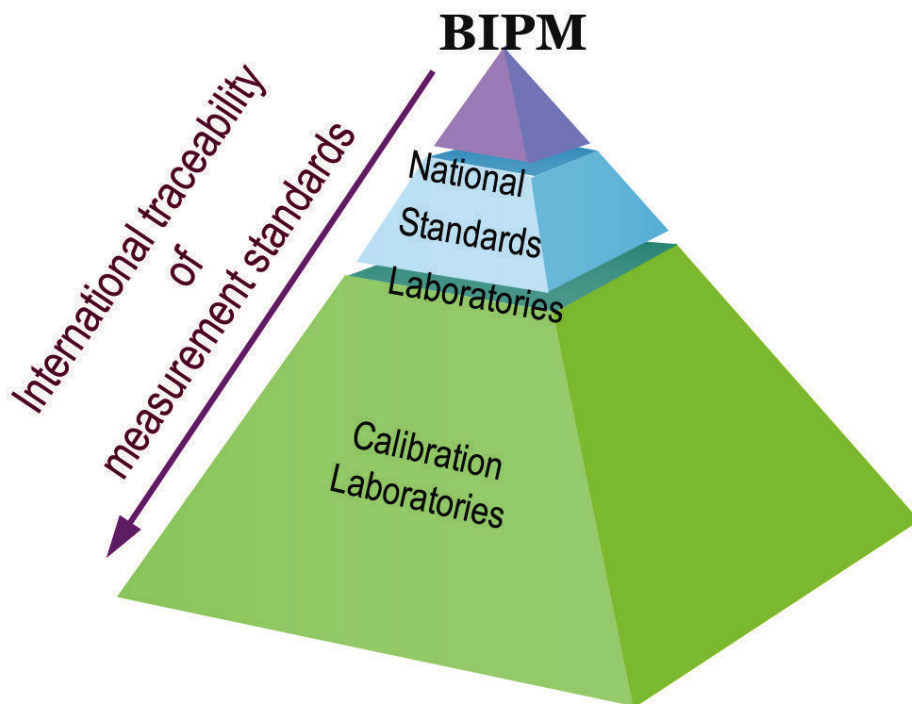 BIPM
International traceability
of
measurement standards
National
Standards
Laboratories
Calibration
Laboratories